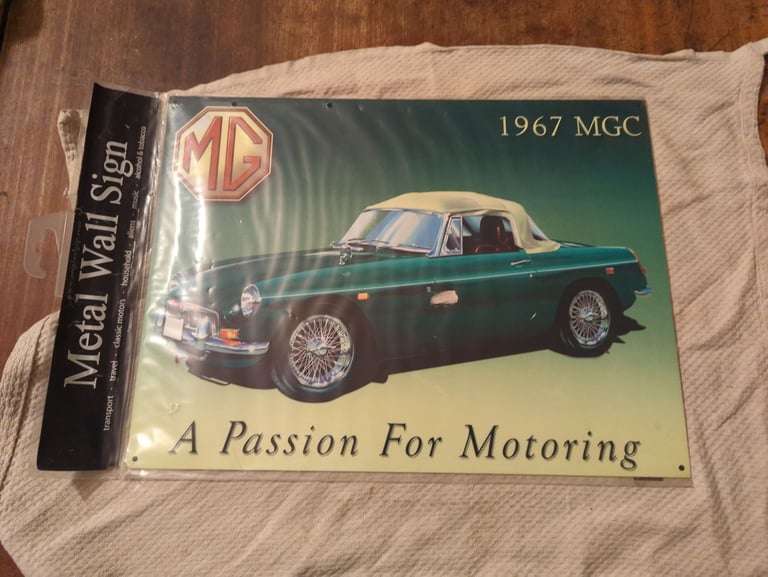 Metal Wall Sign
transport · travel · classic motors · household · aliens · music · alcohol & tobacco
MG
1967 MGC
A Passion For Motoring